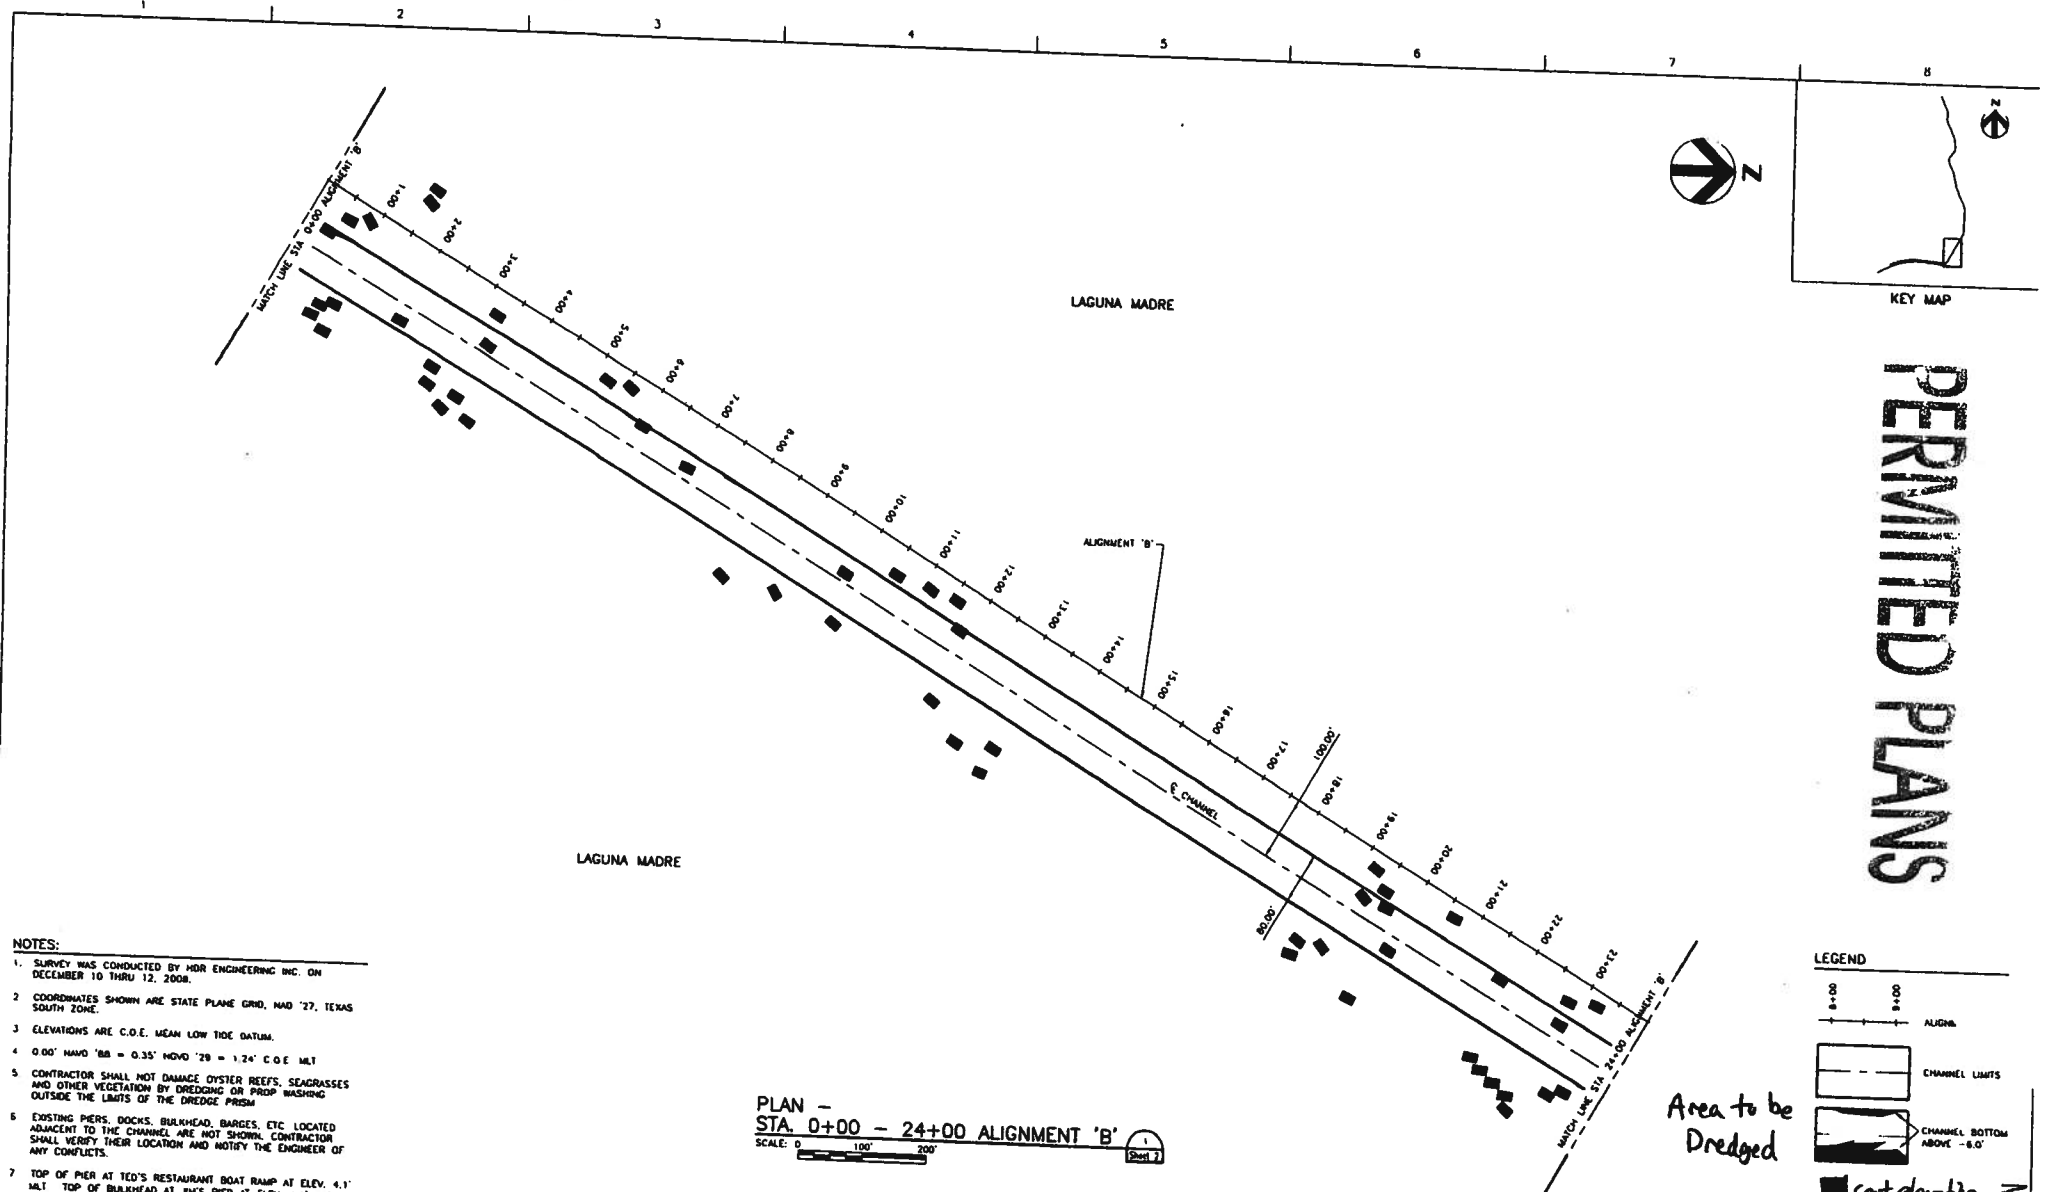 1
2
3
4
5
6
7
8
MATCH LINE STA 0+00 ALIGNMENT 'B'
1+00
2+00
3+00
4+00
5+00
6+00
7+00
8+00
9+00
10+00
11+00
12+00
13+00
14+00
15+00
16+00
17+00
18+00
19+00
20+00
21+00
22+00
23+00
MATCH LINE STA 24+00 ALIGNMENT 'B'
LAGUNA MADRE
ALIGNMENT 'B'
100.00'
80.00'
℄ CHANNEL
LAGUNA MADRE
N
N
KEY MAP
PERMITTED PLANS
NOTES:
1. SURVEY WAS CONDUCTED BY HDR ENGINEERING INC. ON
DECEMBER 10 THRU 12, 2008.
2 COORDINATES SHOWN ARE STATE PLANE GRID, NAD '27, TEXAS
SOUTH ZONE.
3 ELEVATIONS ARE C.O.E. MEAN LOW TIDE DATUM.
4 0.00' NAVD '88 = 0.35' NGVD '29 = 1.24' C.O.E MLT
5 CONTRACTOR SHALL NOT DAMAGE OYSTER REEFS, SEAGRASSES
AND OTHER VEGETATION BY DREDGING OR PROP WASHING
OUTSIDE THE LIMITS OF THE DREDGE PRISM
6 EXISTING PIERS, DOCKS, BULKHEAD, BARGES, ETC LOCATED
ADJACENT TO THE CHANNEL ARE NOT SHOWN. CONTRACTOR
SHALL VERIFY THEIR LOCATION AND NOTIFY THE ENGINEER OF
ANY CONFLICTS.
7 TOP OF PIER AT TED'S RESTAURANT BOAT RAMP AT ELEV. 4.1'
MLT TOP OF BULKHEAD AT
PLAN -
STA. 0+00 - 24+00 ALIGNMENT 'B'
SCALE: 0 100' 200'
1
Sheet 2
LEGEND
8+00 9+00
ALIGN
CHANNEL LIMITS
CHANNEL BOTTOM
ABOVE -6.0'
Area to be
Dredged